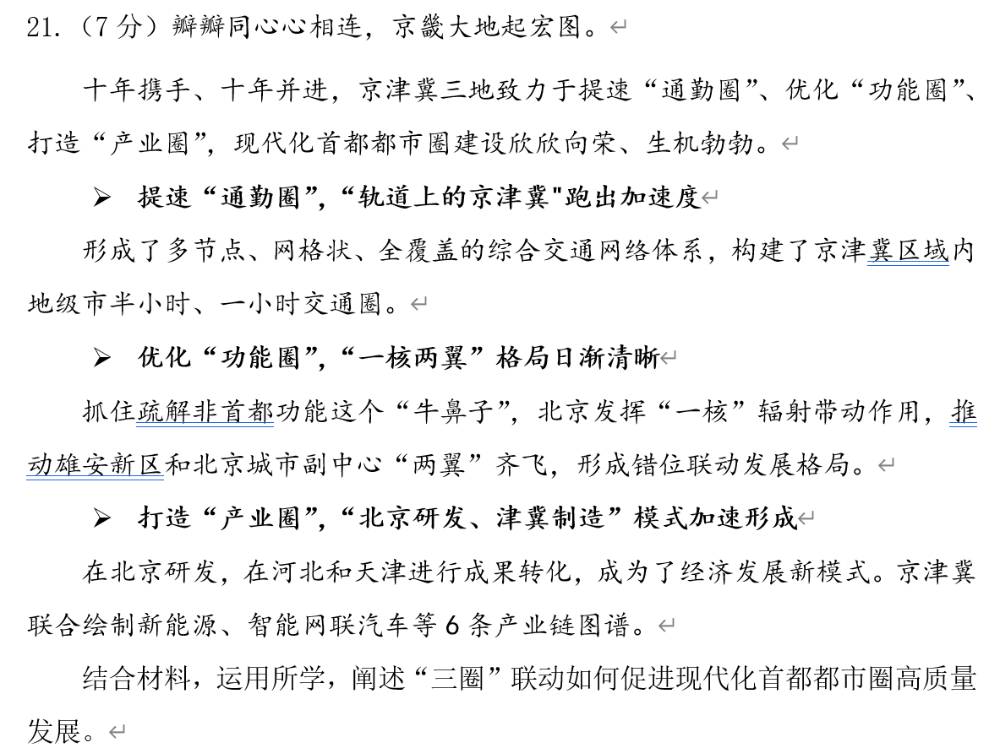 21.（7 分）瓣瓣同心心相连，京畿大地起宏图。↵
十年携手、十年并进，京津冀三地致力于提速“通勤圈”、优化“功能圈”、
打造“产业圈”，现代化首都都市圈建设欣欣向荣、生机勃勃。↵
➢ 提速“通勤圈”，“轨道上的京津冀"跑出加速度↵
形成了多节点、网格状、全覆盖的综合交通网络体系，构建了京津冀区域内
地级市半小时、一小时交通圈。↵
➢ 优化“功能圈”，“一核两翼”格局日渐清晰↵
抓住疏解非首都功能这个“牛鼻子”，北京发挥“一核”辐射带动作用，推
动雄安新区和北京城市副中心“两翼”齐飞，形成错位联动发展格局。↵
➢ 打造“产业圈”，“北京研发、津冀制造”模式加速形成↵
在北京研发，在河北和天津进行成果转化，成为了经济发展新模式。京津冀
联合绘制新能源、智能网联汽车等 6 条产业链图谱。↵
结合材料，运用所学，阐述“三圈”联动如何促进现代化首都都市圈高质量
发展。↵